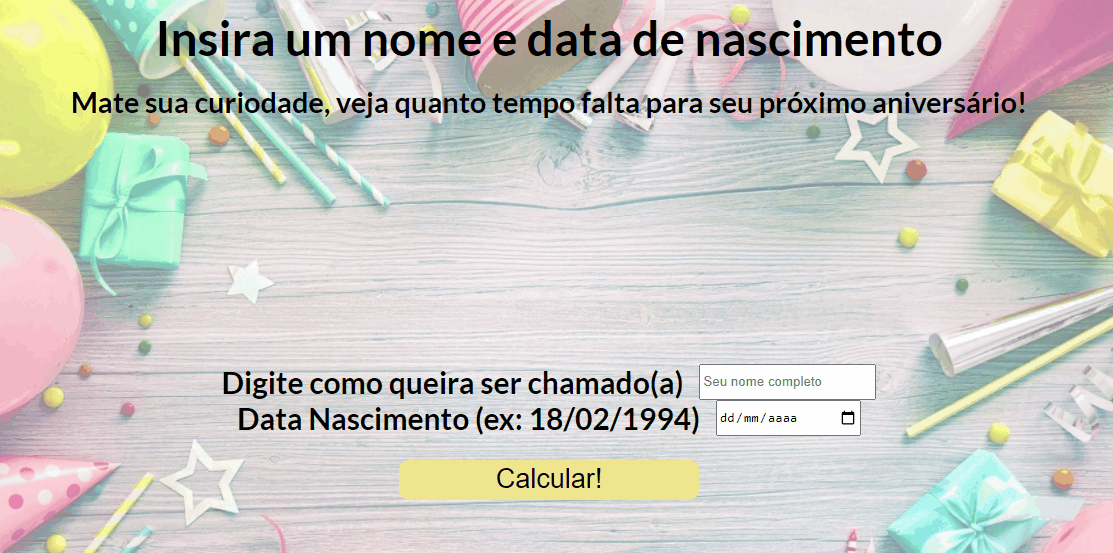 Insira um nome e data de nascimento
Mate sua curiodade, veja quanto tempo falta para seu próximo aniversário!
Digite como queira ser chamado(a) Seu nome completo
Data Nascimento (ex: 18/02/1994) dd/mm/aaaa
Calcular!